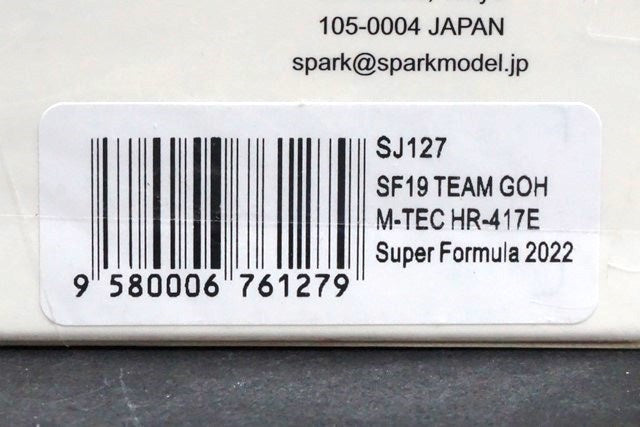 105-0004 JAPAN
spark@sparkmodel.jp
SJ127
SF19 TEAM GOH
M-TEC HR-417E
Super Formula 2022
9 580006 761279